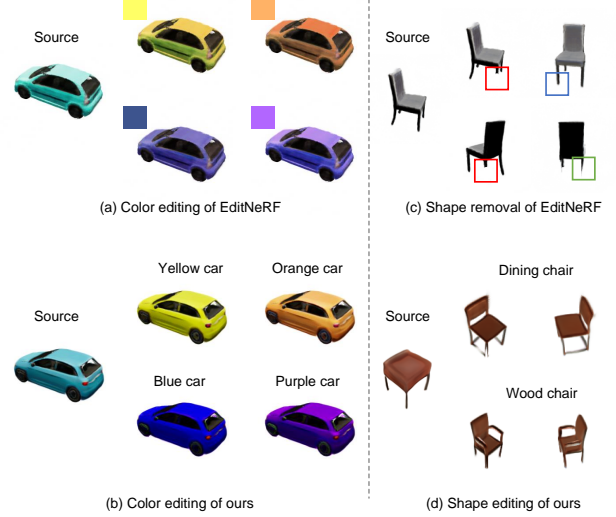 Source
(a) Color editing of EditNeRF
Source
(c) Shape removal of EditNeRF
Yellow car
Orange car
Source
Blue car
Purple car
(b) Color editing of ours
Dining chair
Source
Wood chair
(d) Shape editing of ours